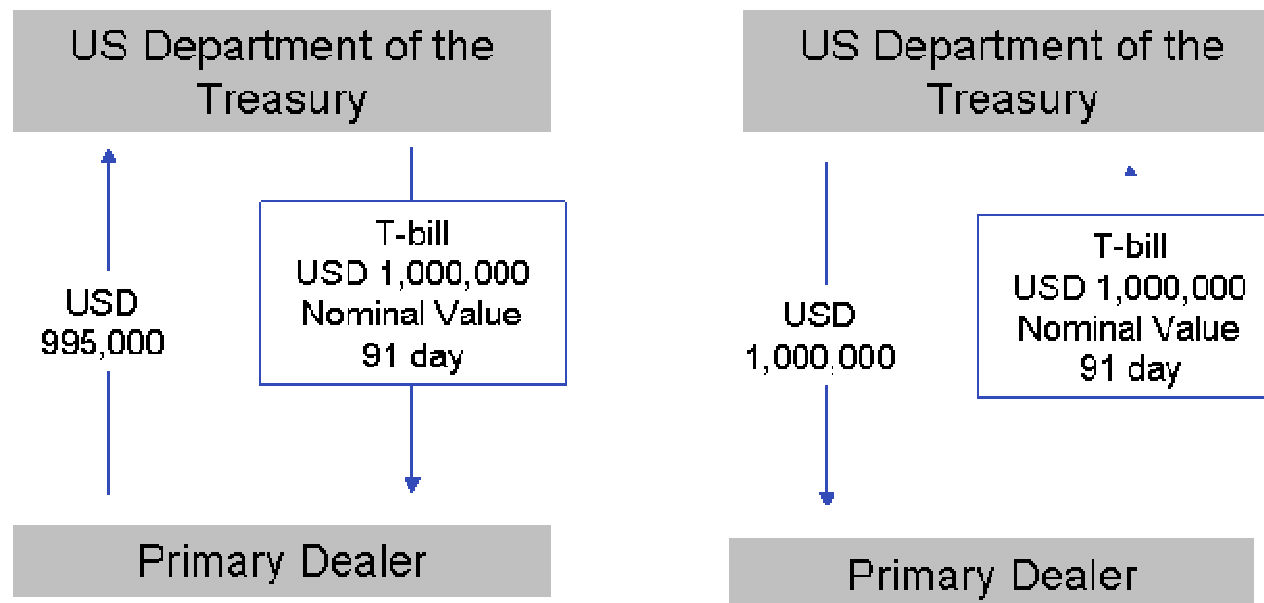 US Department of the
Treasury
USD
995,000
T-bill
USD 1,000,000
Nominal Value
91 day
Primary Dealer
US Department of the
Treasury
USD
1,000,000
T-bill
USD 1,000,000
Nominal Value
91 day
Primary Dealer